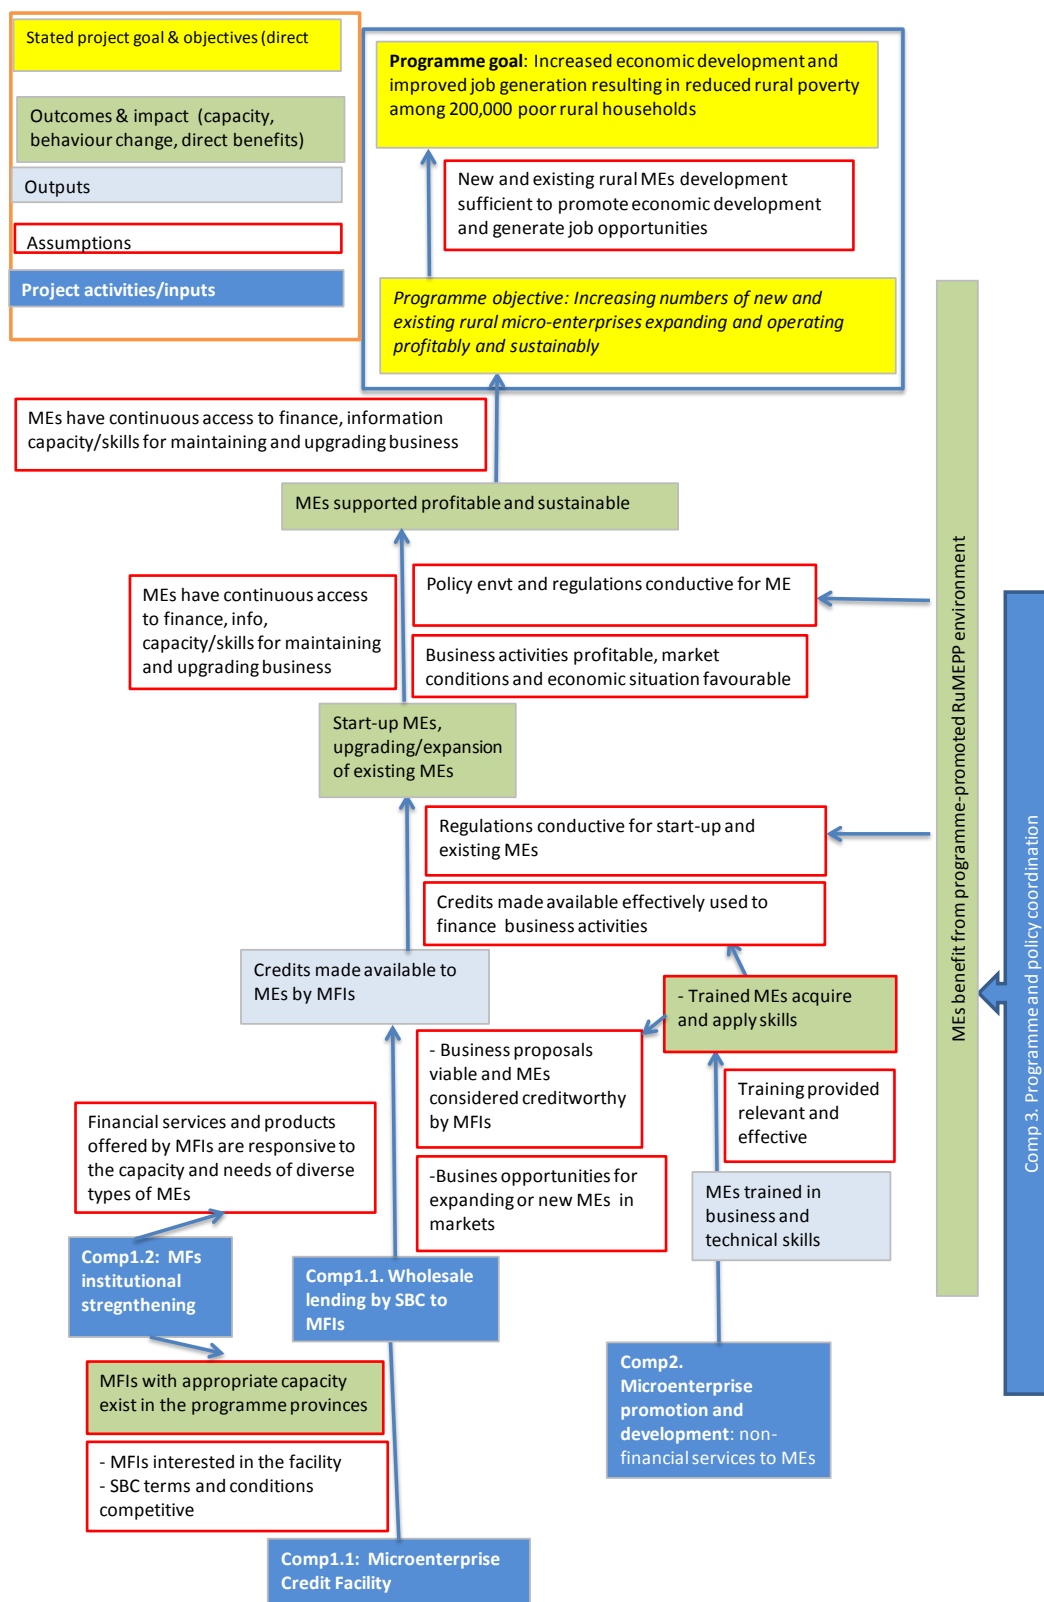 Stated project goal & objectives (direct
Outcomes & impact  (capacity,
behaviour change, direct benefits)
Outputs
Assumptions
Project activities/inputs
Programme goal: Increased economic development and
improved job generation resulting in reduced rural poverty
among 200,000 poor rural households
New and existing rural MEs development
sufficient to promote economic development
and generate job opportunities
Programme objective: Increasing numbers of new and
existing rural micro-enterprises expanding and operating
profitably and sustainably
MEs have continuous access to finance, information
capacity/skills for maintaining and upgrading business
MEs supported profitable and sustainable
MEs have continuous access
to finance, info,
capacity/skills for maintaining
and upgrading business
Policy envt and regulations conductive for ME
Business activities profitable, market
conditions and economic situation favourable
Start-up MEs,
upgrading/expansion
of existing MEs
Regulations conductive for start-up and
existing MEs
Credits made available effectively used to
finance  business activities
Credits made available to
MEs by MFIs
- Trained MEs acquire
and apply skills
- Business proposals
viable and MEs
considered creditworthy
by MFIs
Training provided
relevant and
effective
Financial services and products
offered by MFIs are responsive to
the capacity and needs of diverse
types of MEs
-Busines opportunities for
expanding or new MEs  in
markets
MEs trained in
business and
technical skills
Comp1.2:  MFs
institutional
stregnthening
Comp1.1. Wholesale
lending by SBC to
MFIs
Comp2.
Microenterprise
promotion and
development: non-
financial services to MEs
MFIs with appropriate capacity
exist in the programme provinces
- MFIs interested in the facility
- SBC terms and conditions
competitive
Comp1.1:  Microenterprise
Credit Facility
MEs benefit from programme-promoted RuMEPP environment
Comp 3. Programme and policy coordination